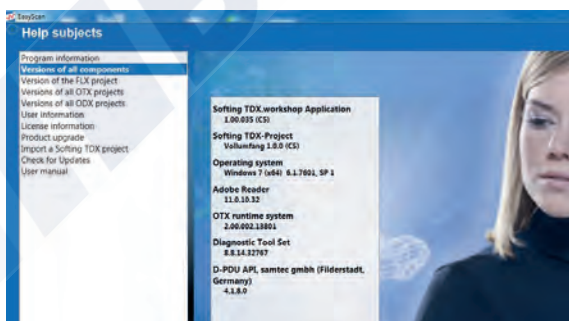 EasyScan
Help subjects
Program information
Versions of all components
Version of the FLX project
Versions of all OTX projects
Versions of all ODX projects
User information
License information
Product upgrade
Import a Softing TDX project
Check for Updates
User manual
Softing TDX.workshop Application
1.00.035 (CS)
Softing TDX-Project
Vollumfang 1.0.0 (CS)
Operating system
Windows 7 (x64) 6.1.7601, SP 1
Adobe Reader
11.0.10.32
OTX runtime system
2.00.002.13801
Diagnostic Tool Set
8.8.14.32767
D-PDU API, samtec gmbh (Filderstadt,
Germany)
4.1.8.0